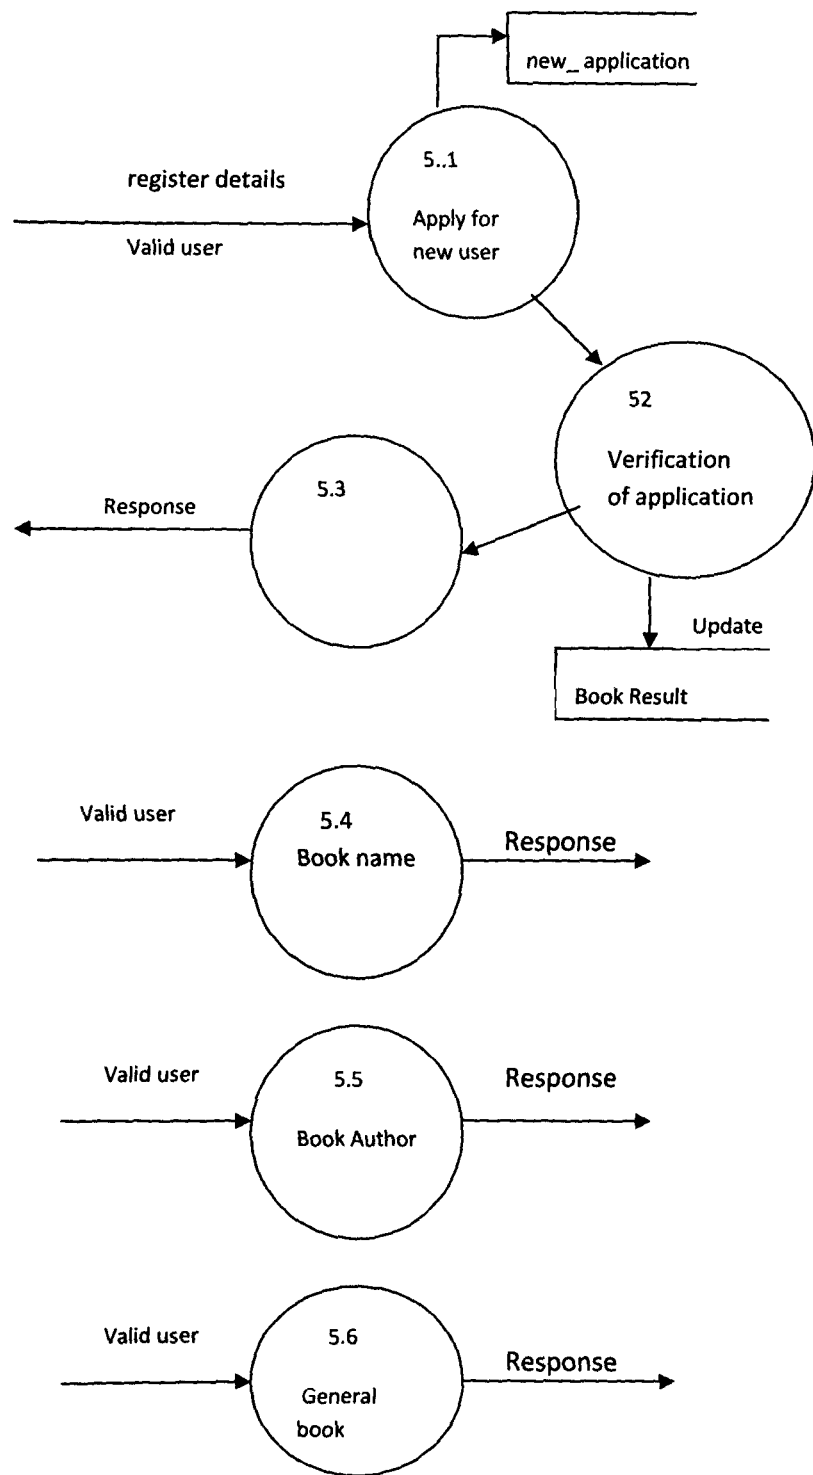 new_ application
5..1
register details
Apply for
new user
Valid user
52
Verification
of application
5.3
Response
Update
Book Result
Valid user
5.4
Book name
Response
Valid user
5.5
Book Author
Response
Valid user
5.6
General
book
Response